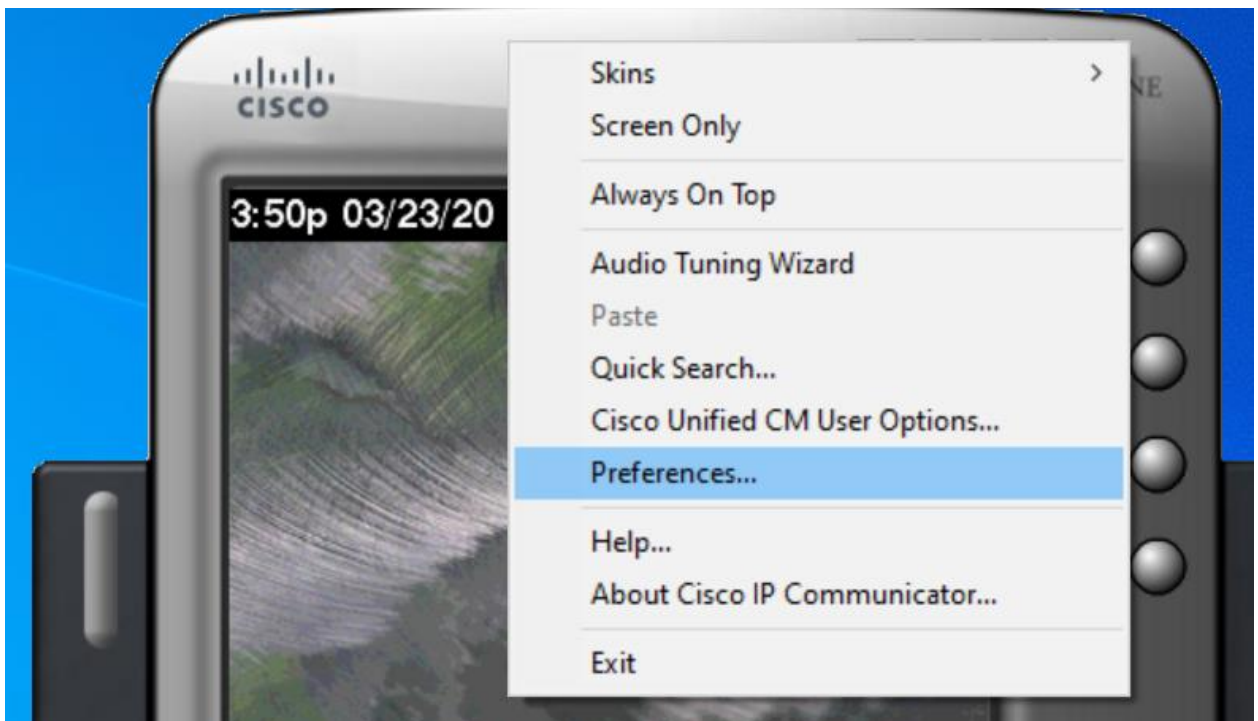 CISCO
NE
3:50p 03/23/20
Skins
Screen Only
Always On Top
Audio Tuning Wizard
Paste
Quick Search...
Cisco Unified CM User Options...
Preferences...
Help...
About Cisco IP Communicator...
Exit